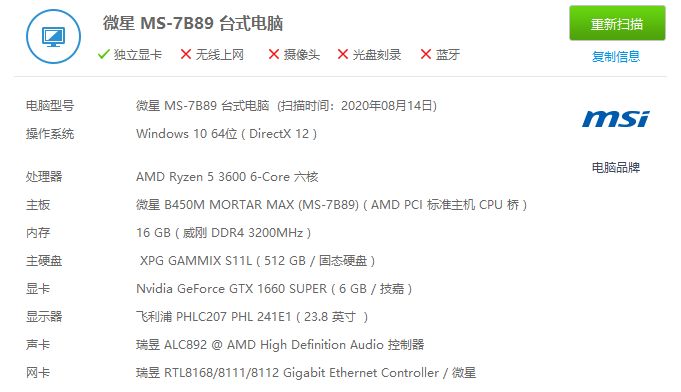 微星 MS-7B89 台式电脑
重新扫描
独立显卡 无线上网 摄像头 光盘刻录 蓝牙
复制信息
电脑型号 微星 MS-7B89 台式电脑 (扫描时间：2020年08月14日)
操作系统 Windows 10 64位 ( DirectX 12 )
msi
电脑品牌
处理器 AMD Ryzen 5 3600 6-Core 六核
主板 微星 B450M MORTAR MAX (MS-7B89) ( AMD PCI 标准主机 CPU 桥 )
内存 16 GB ( 威刚 DDR4 3200MHz )
主硬盘 XPG GAMMIX S11L ( 512 GB / 固态硬盘 )
显卡 Nvidia GeForce GTX 1660 SUPER ( 6 GB / 技嘉 )
显示器 飞利浦 PHLC207 PHL 241E1 ( 23.8 英寸 )
声卡 瑞昱 ALC892 @ AMD High Definition Audio 控制器
网卡 瑞昱 RTL8168/8111/8112 Gigabit Ethernet Controller / 微星